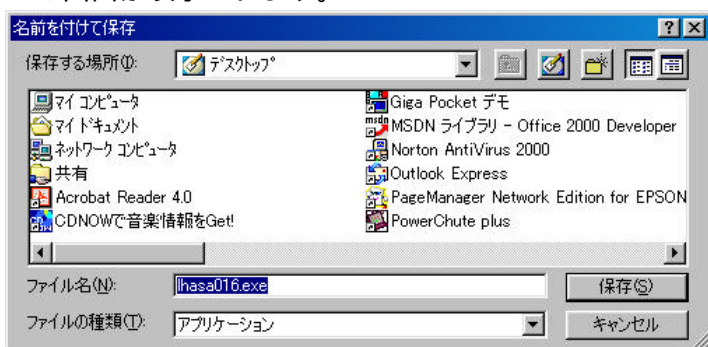 名前を付けて保存
保存する場所(I):
デスクトップ
マイ コンピュータ
マイ ドキュメント
ネットワーク コンピュータ
共有
Acrobat Reader 4.0
CDNOWで音楽情報をGet!
Giga Pocket デモ
MSDN ライブラリ - Office 2000 Developer
Norton AntiVirus 2000
Outlook Express
PageManager Network Edition for EPSON
PowerChute plus
ファイル名(N):
lhasa016.exe
保存(S)
ファイルの種類(T):
アプリケーション
キャンセル